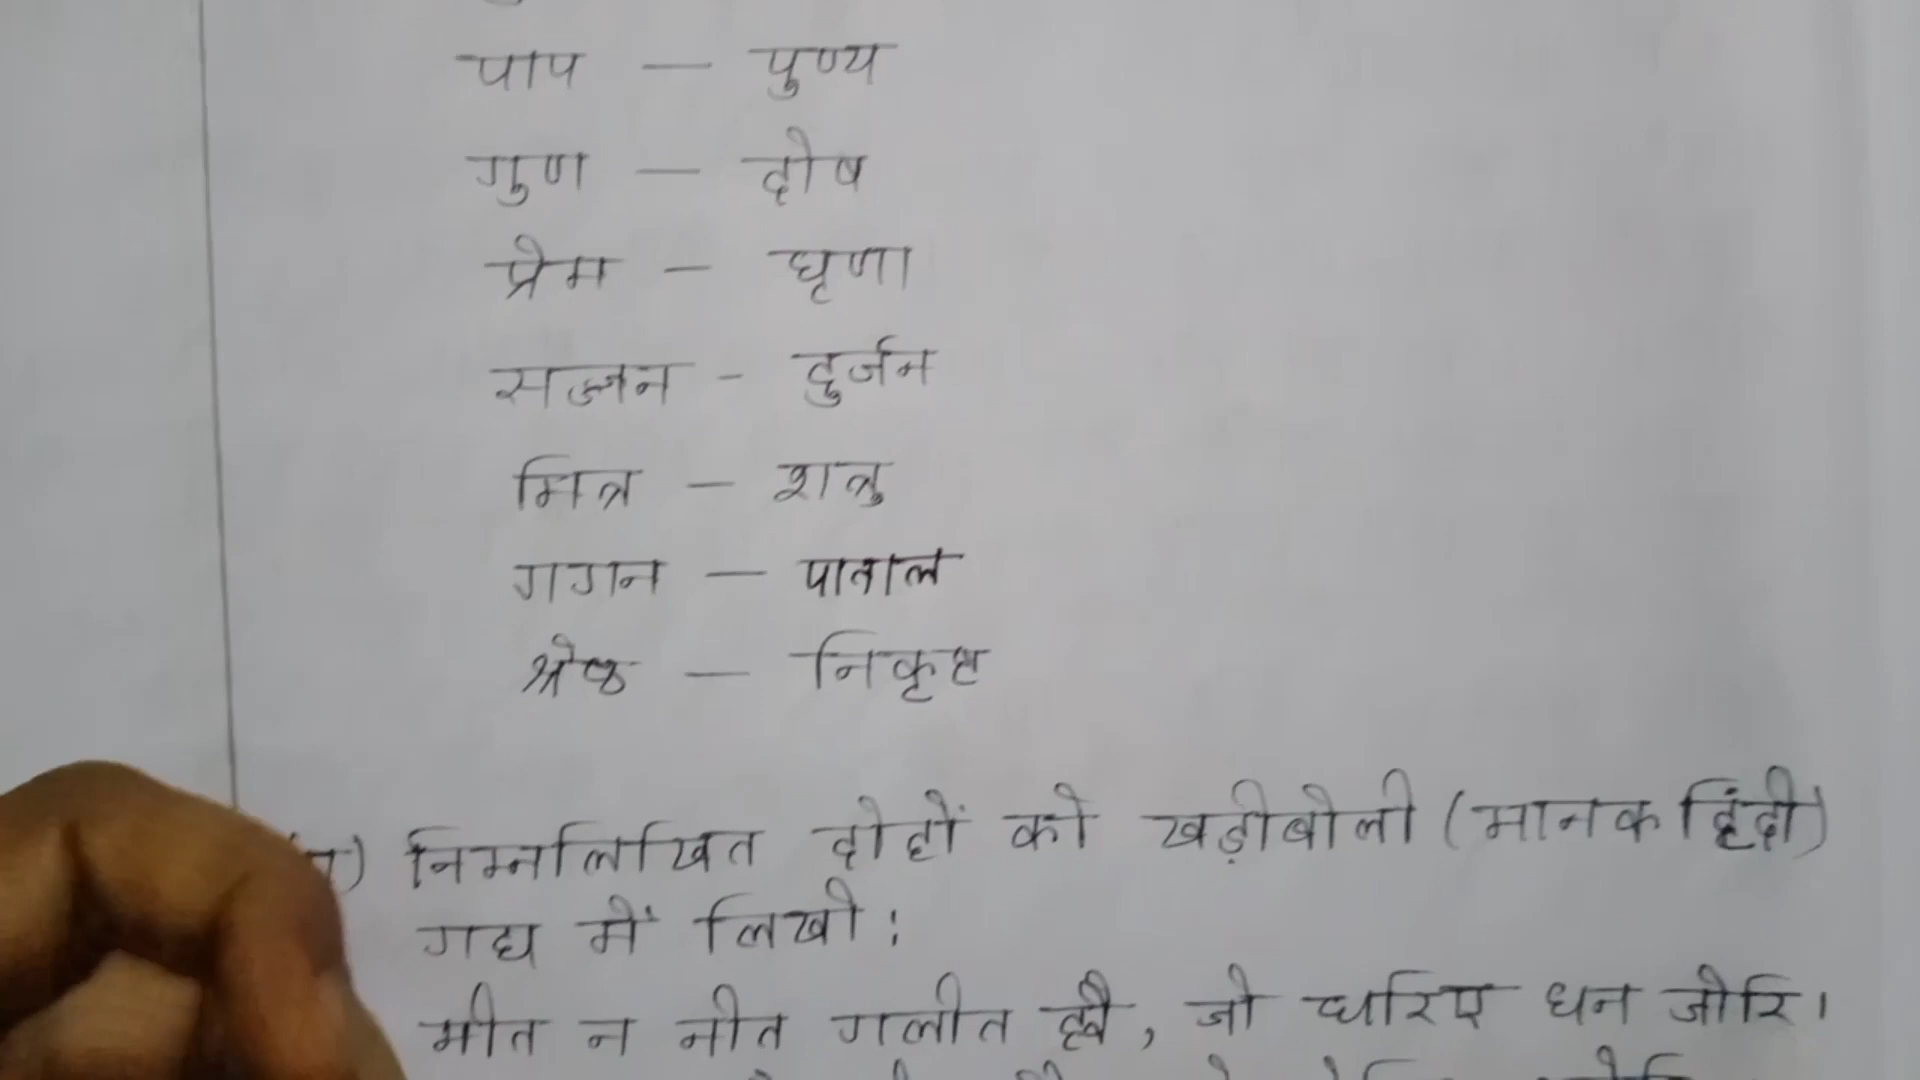 पाप — पुण्य
गुण — दोष
प्रेम — घृणा
सज्जन - दुर्जन
मित्र — शत्रु
गगन — पाताल
श्रेष्ठ — निकृष्ट
निम्नलिखित दोहों को खड़ीबोली (मानक हिंदी)
गद्य में लिखो :
मीत न नीत गलीत ह्वै, जो धरिए धन जोरि।